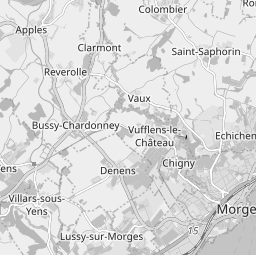 Colombier
Apples
Clarmont
Saint-Saphorin
Reverolle
Vaux
Bussy-Chardonney
Vufflens-le-
Château
Echichen
Chigny
Denens
Villars-sous-
Yens
Morge
Lussy-sur-Morges
15